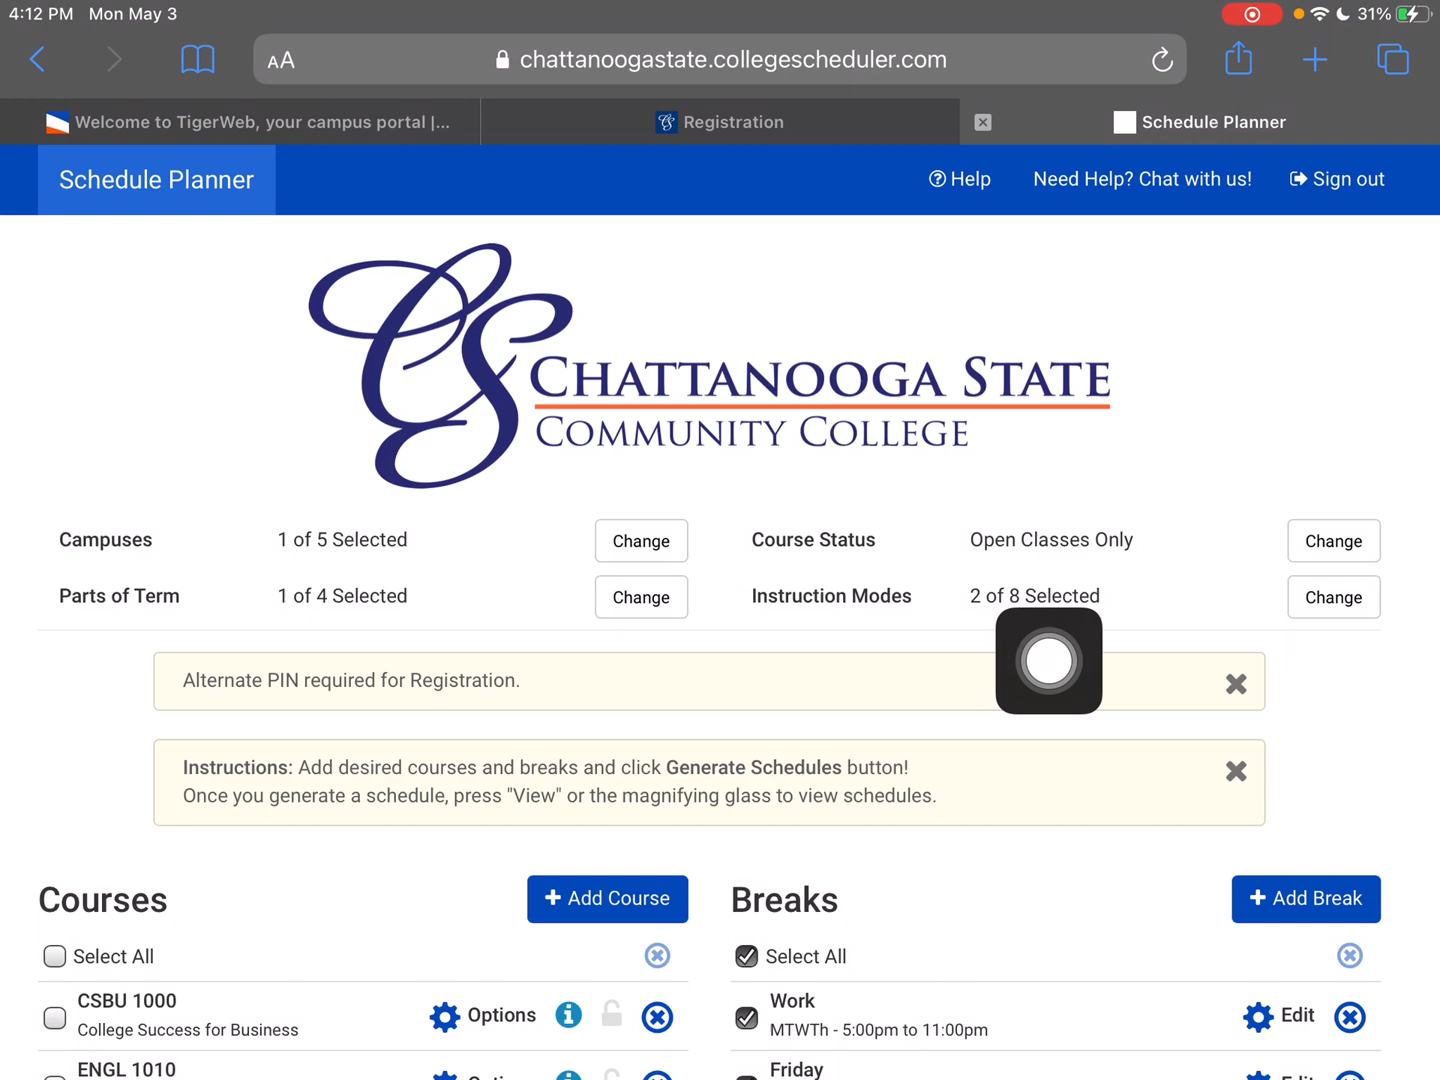 4:12 PM Mon May 3
31%
AA
chattanoogastate.collegescheduler.com
Welcome to TigerWeb, your campus portal |...
Registration
Schedule Planner
Schedule Planner
Help
Need Help? Chat with us!
Sign out
CHATTANOOGA STATE
COMMUNITY COLLEGE
Campuses 1 of 5 Selected Change
Course Status Open Classes Only Change
Parts of Term 1 of 4 Selected Change
Instruction Modes 2 of 8 Selected Change
Alternate PIN required for Registration.
Instructions: Add desired courses and breaks and click Generate Schedules button!
Once you generate a schedule, press "View" or the magnifying glass to view schedules.
Courses
+ Add Course
Select All
CSBU 1000
College Success for Business
Options
ENGL 1010
Options
Breaks
+ Add Break
Select All
Work
MTWTh - 5:00pm to 11:00pm
Edit
Friday
Edit